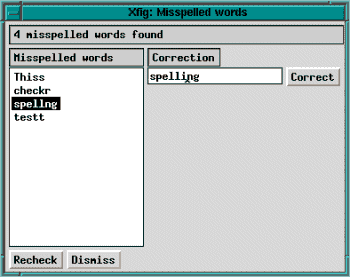 Xfig: Misspelled words
4 misspelled words found
Misspelled words
Correction
Thiss
checkr
spellng
testt
spelling
Correct
Recheck
Dismiss